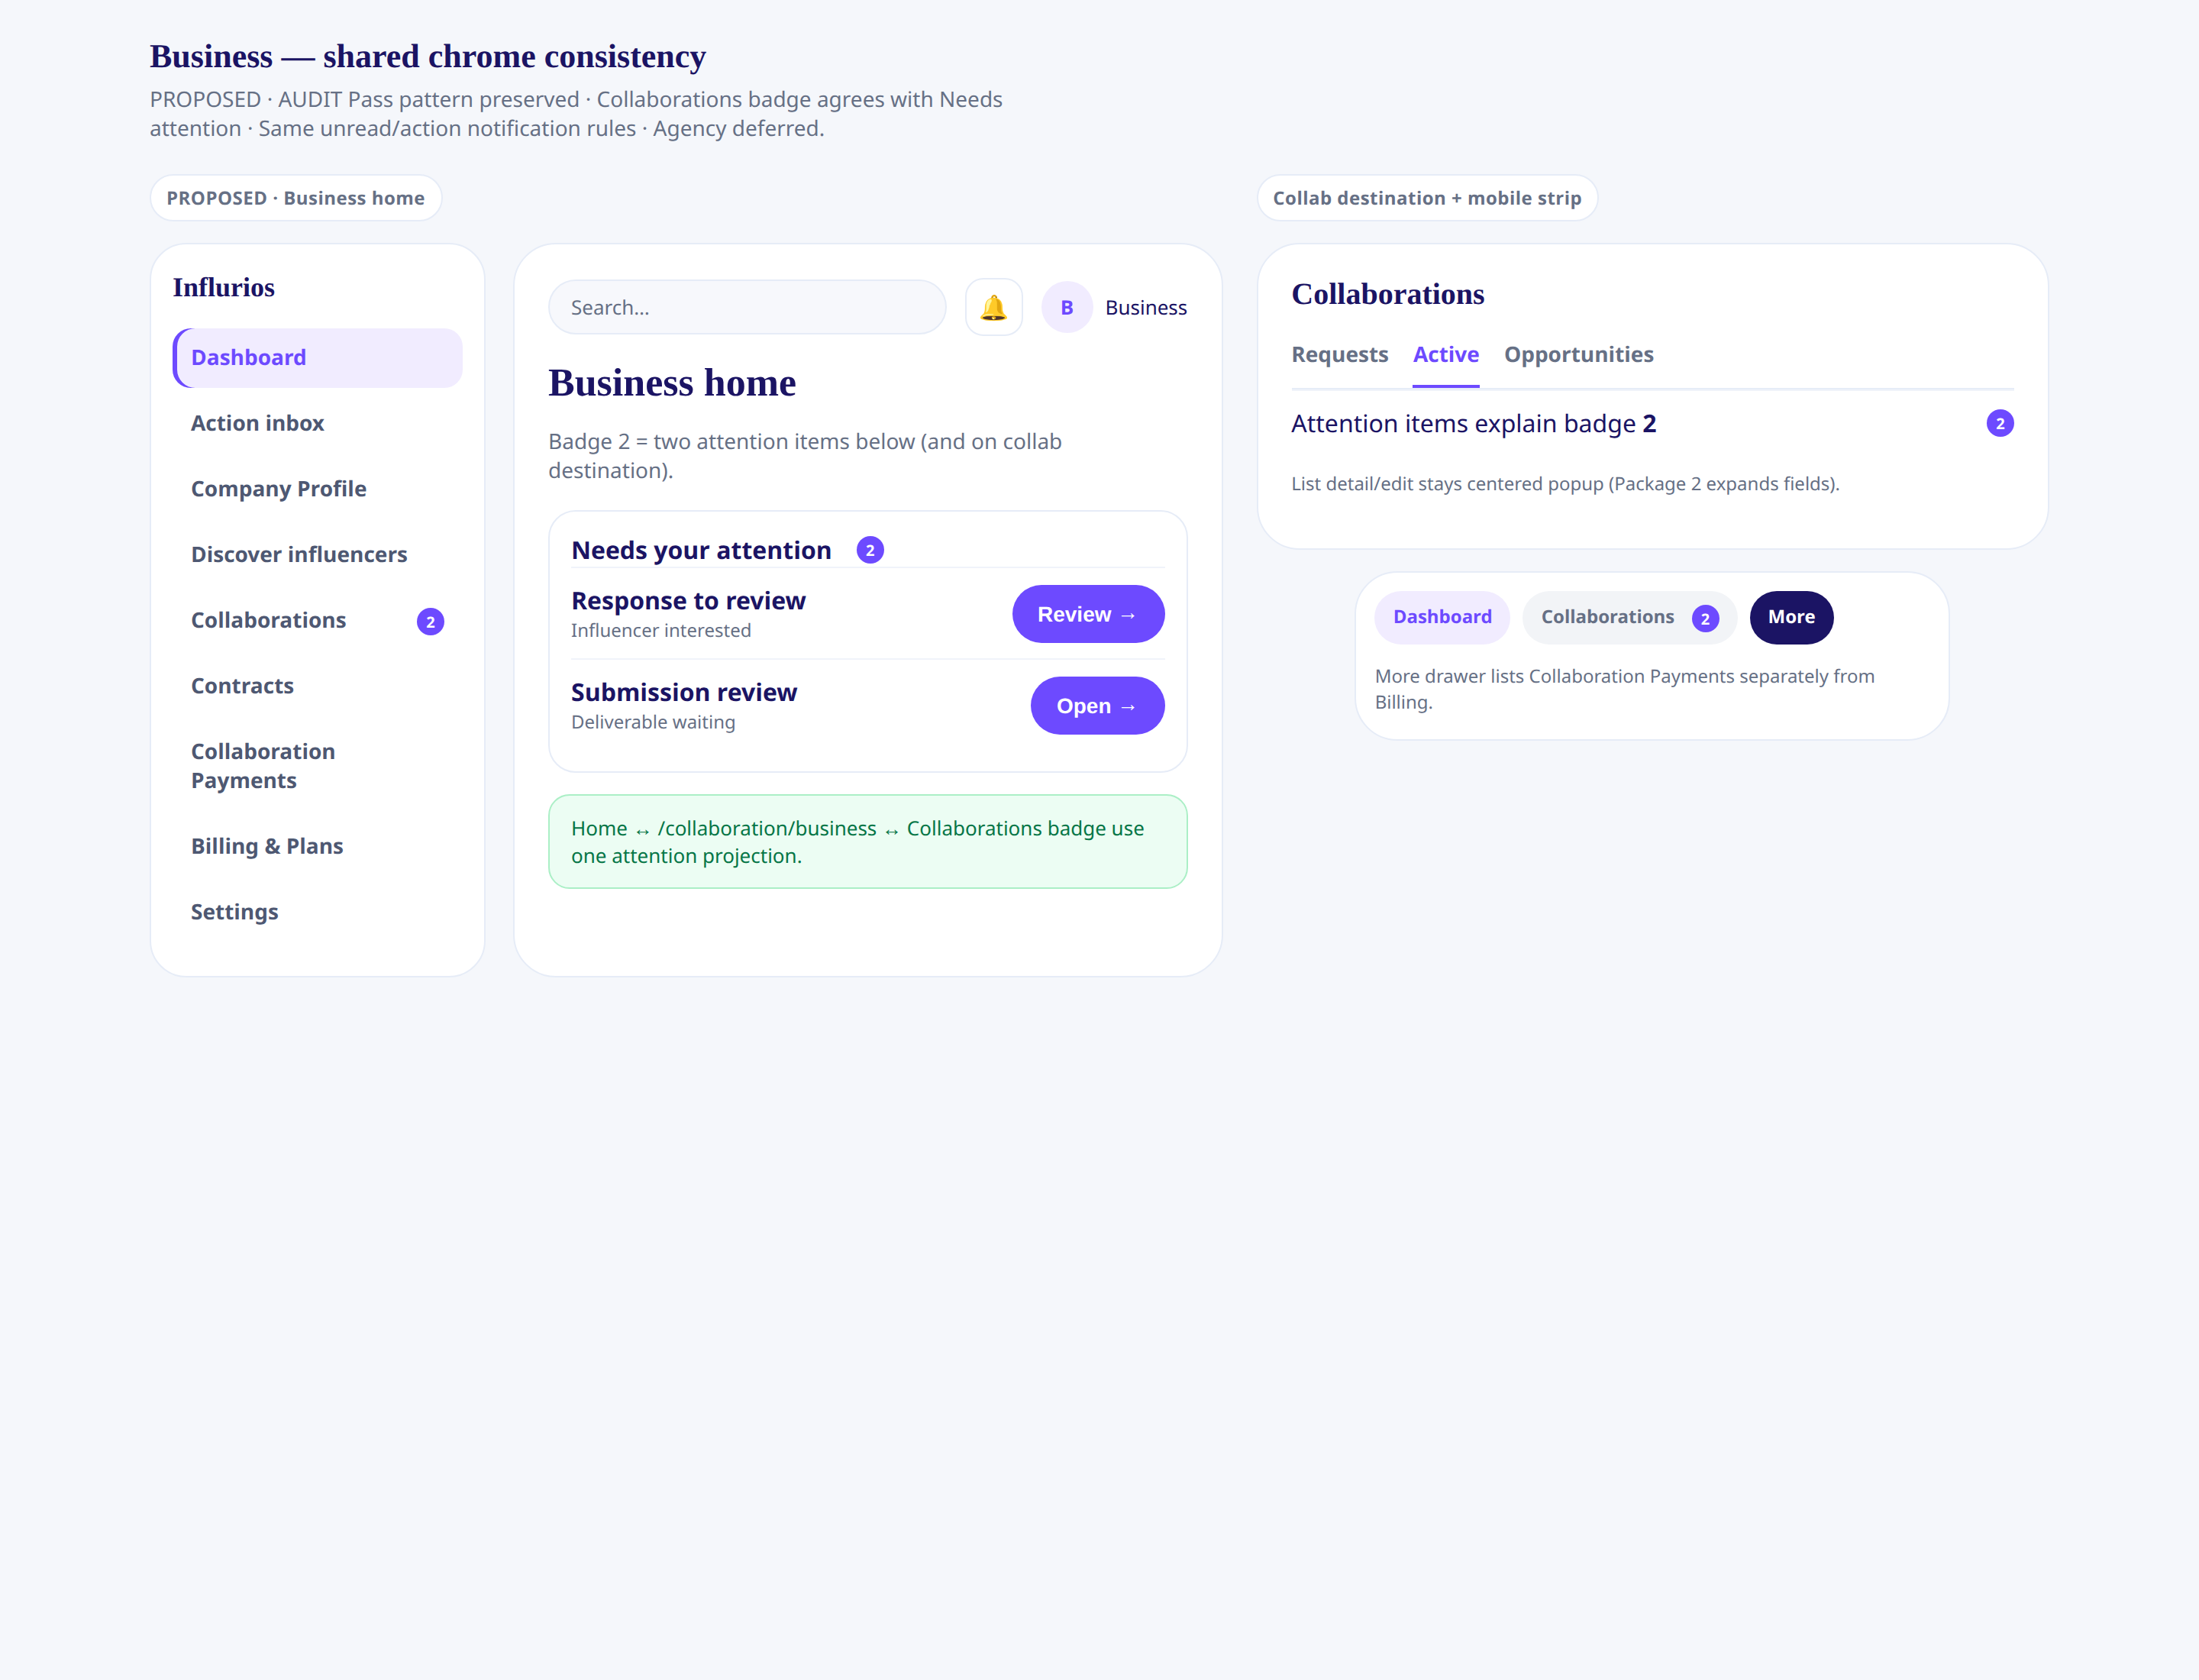 Business — shared chrome consistency
PROPOSED · AUDIT Pass pattern preserved · Collaborations badge agrees with Needs
attention · Same unread/action notification rules · Agency deferred.
PROPOSED · Business home
Influrios
Dashboard
Action inbox
Company Profile
Discover influencers
Collaborations 2
Contracts
Collaboration
Payments
Billing & Plans
Settings
Search...
🔔
B Business
Business home
Badge 2 = two attention items below (and on collab
destination).
Needs your attention 2
Response to review
Influencer interested
Review →
Submission review
Deliverable waiting
Open →
Home ↔ /collaboration/business ↔ Collaborations badge use
one attention projection.
Collab destination + mobile strip
Collaborations
Requests Active Opportunities
Attention items explain badge 2 2
List detail/edit stays centered popup (Package 2 expands fields).
Dashboard Collaborations 2 More
More drawer lists Collaboration Payments separately from
Billing.